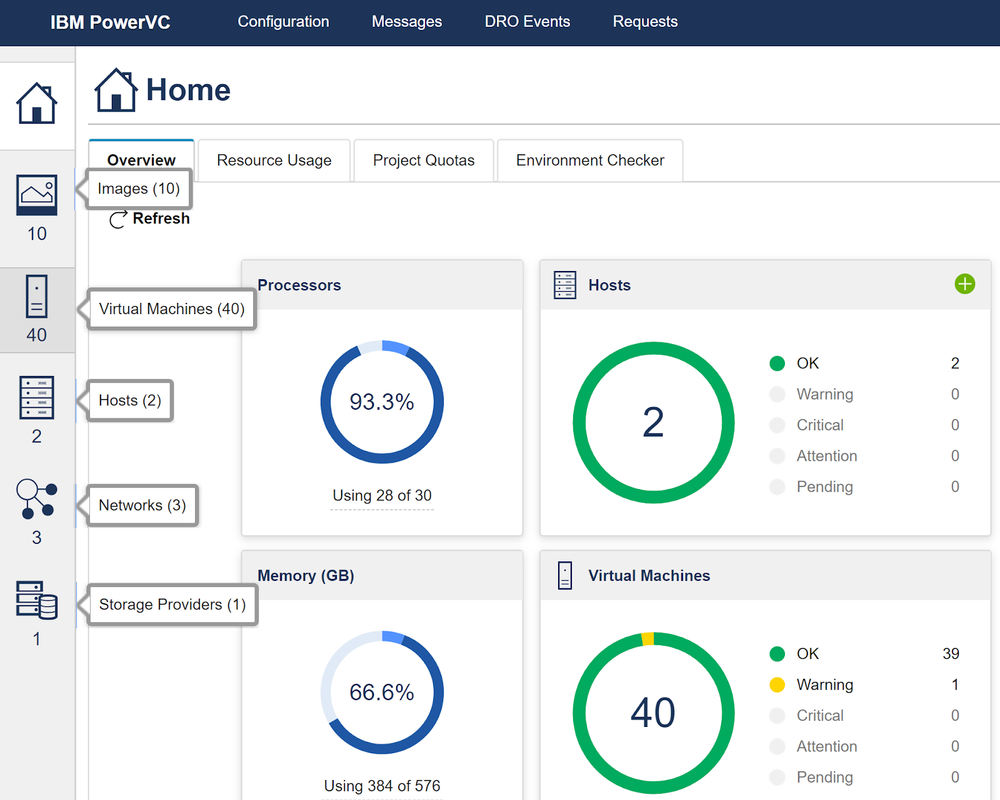 IBM PowerVC Configuration Messages DRO Events Requests
Home
Overview Resource Usage Project Quotas Environment Checker
Images (10)
Refresh
10
Processors
Hosts
Virtual Machines (40)
40
93.3%
Using 28 of 30
2
OK 2
Warning 0
Critical 0
Attention 0
Pending 0
Hosts (2)
2
Networks (3)
3
Memory (GB)
Virtual Machines
Storage Providers (1)
1
66.6%
Using 384 of 576
40
OK 39
Warning 1
Critical 0
Attention 0
Pending 0